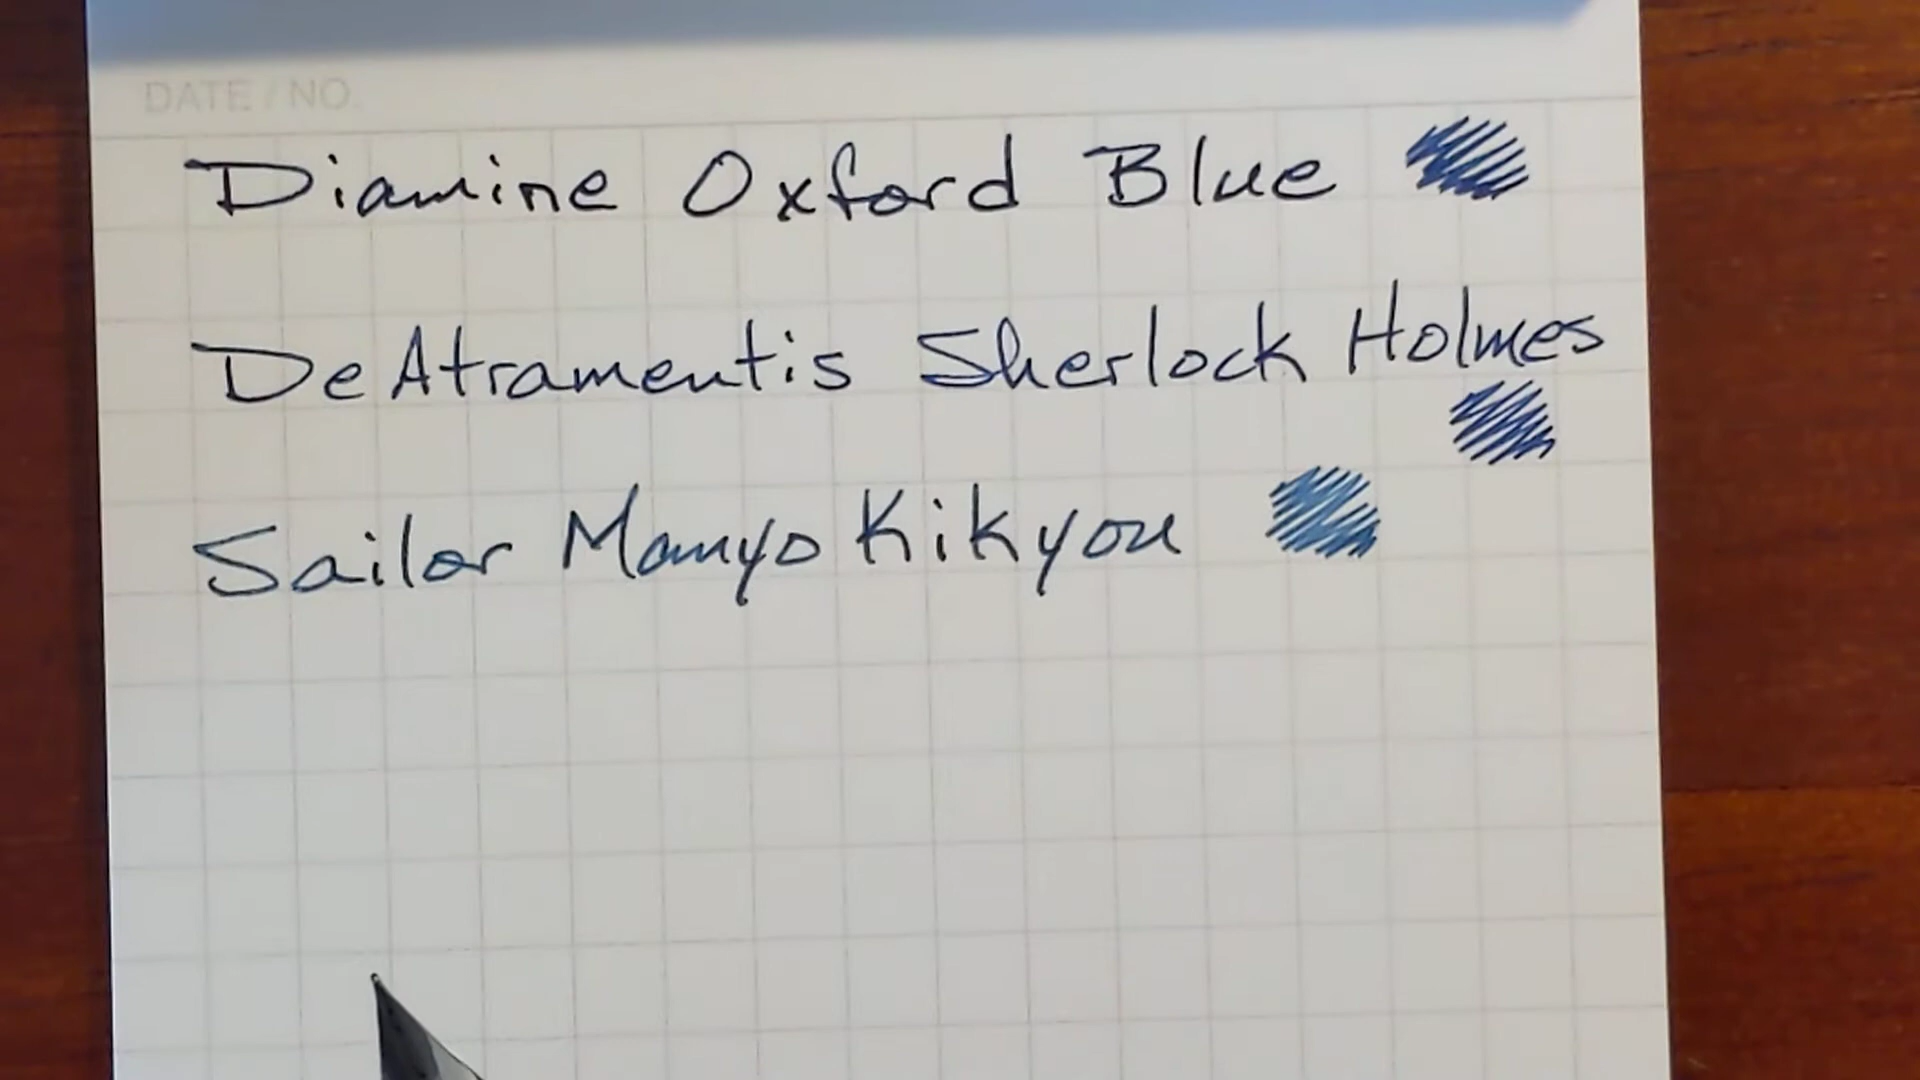 DATE / NO.
Diamine Oxford Blue
DeAtramentis Sherlock Holmes
Sailor Manyo Kikyou